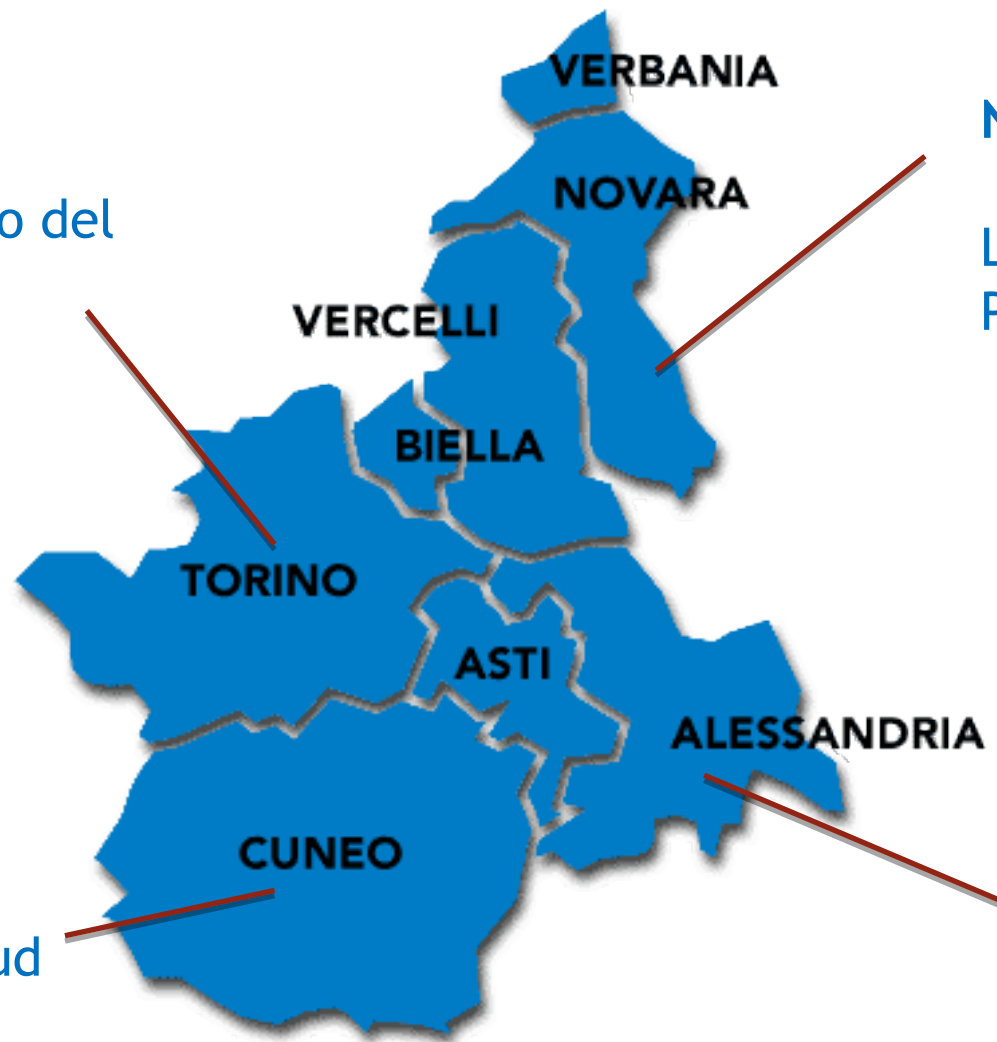 VERBANIA
NOVARA
o del
VERCELLI
BIELLA
TORINO
ASTI
ALESSANDRIA
CUNEO
ud